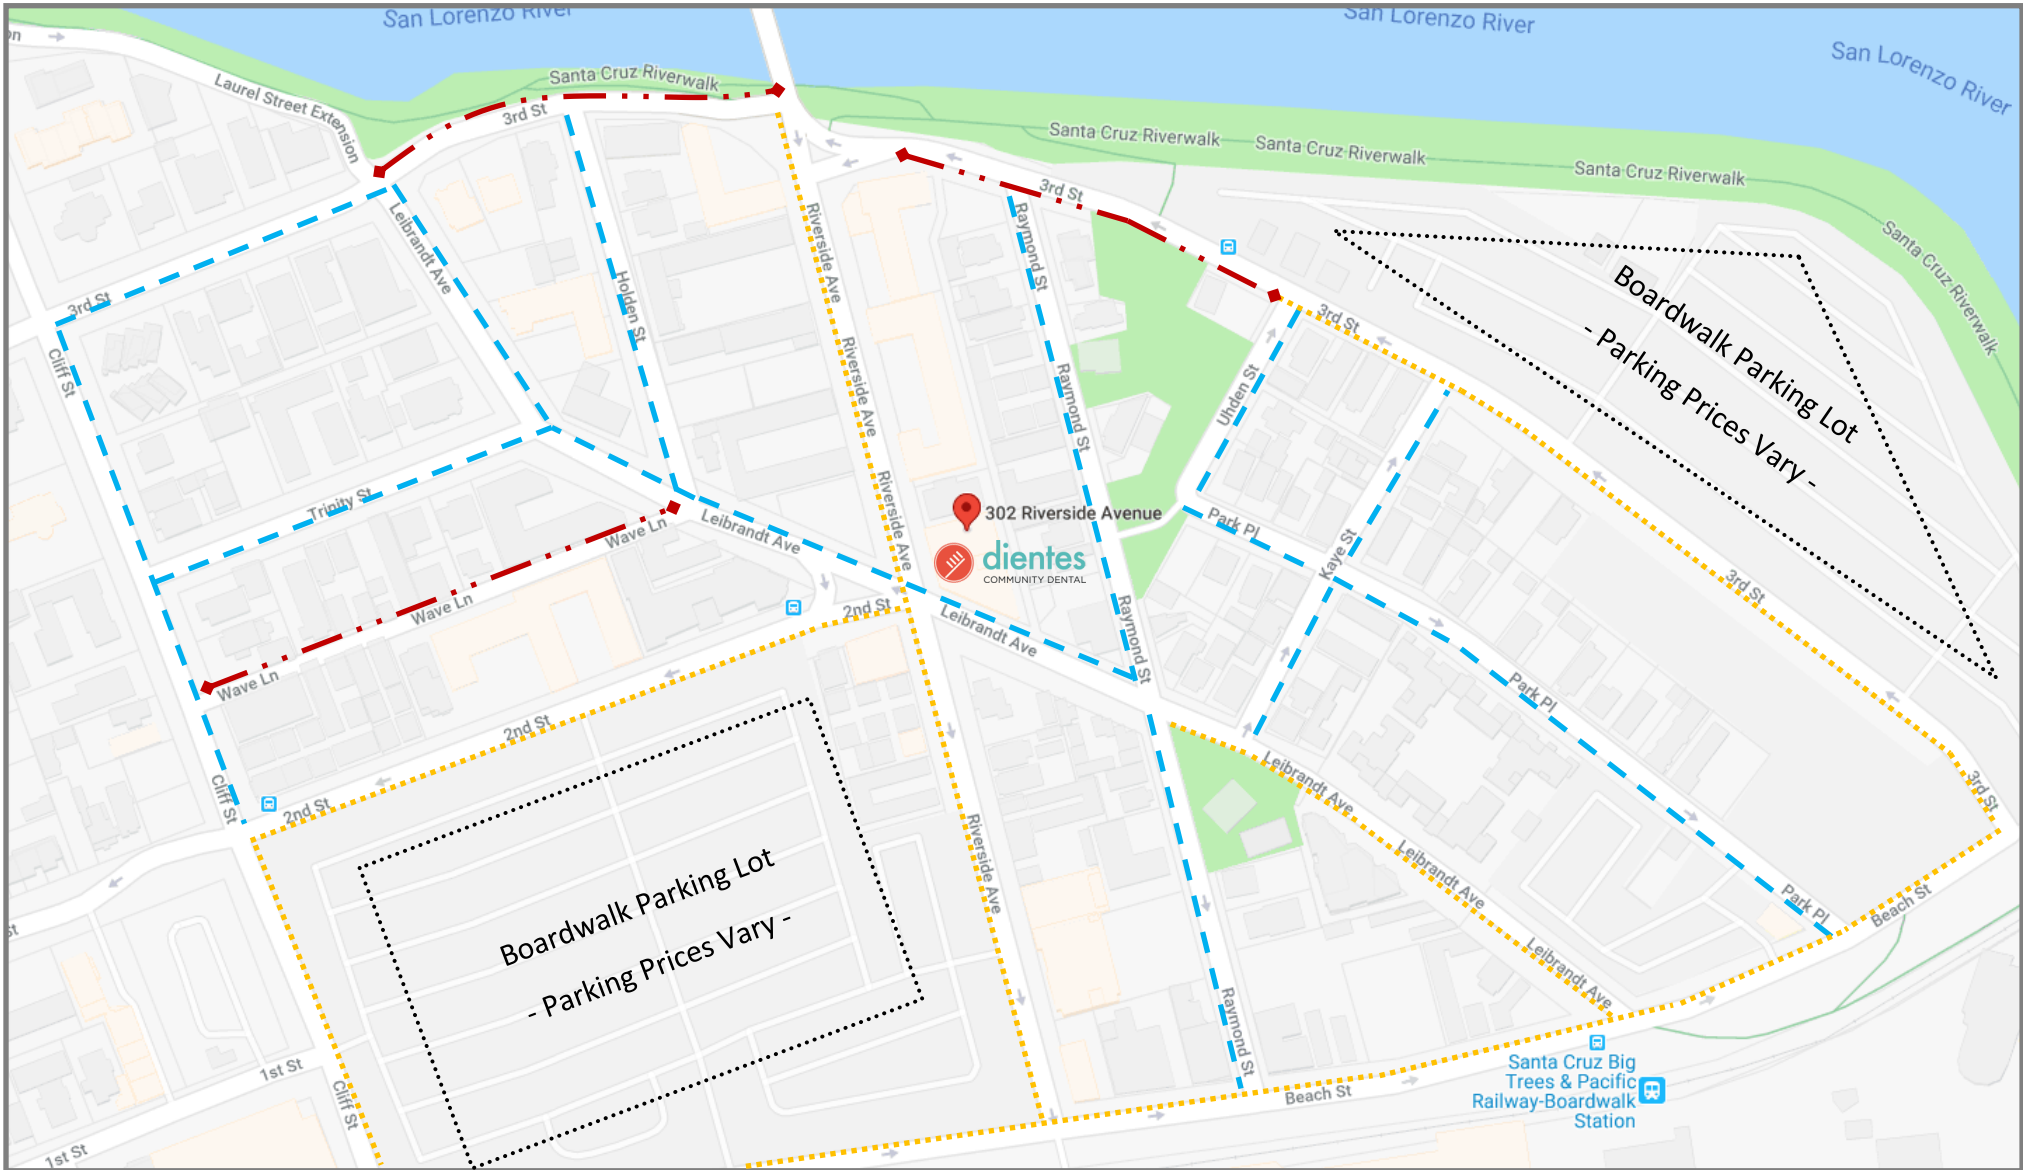 San Lorenzo River
San Lorenzo River
San Lorenzo River
on
Santa Cruz Riverwalk
Laurel Street Extension
3rd St
Santa Cruz Riverwalk
Santa Cruz Riverwalk
Santa Cruz Riverwalk
Santa Cruz Riverwalk
Santa Cruz Riverwalk
3rd St
Leibrandt Ave
Riverside Ave
Raymond St
Holden St
3rd St
3rd St
Boardwalk Parking Lot
- Parking Prices Vary -
Cliff St
Riverside Ave
Raymond St
Uhden St
Trinity St
Riverside Ave
302 Riverside Avenue
dientes
COMMUNITY DENTAL
Wave Ln
Leibrandt Ave
Park Pl
Kaye St
3rd St
Wave Ln
2nd St
Leibrandt Ave
Raymond St
Wave Ln
Park Pl
2nd St
Cliff St
2nd St
Leibrandt Ave
3rd St
Riverside Ave
Leibrandt Ave
Park Pl
Beach St
St
Boardwalk Parking Lot
- Parking Prices Vary -
Leibrandt Ave
Raymond St
1st St
Cliff St
Beach St
1st St
Santa Cruz Big
Trees & Pacific
Railway-Boardwalk
Station